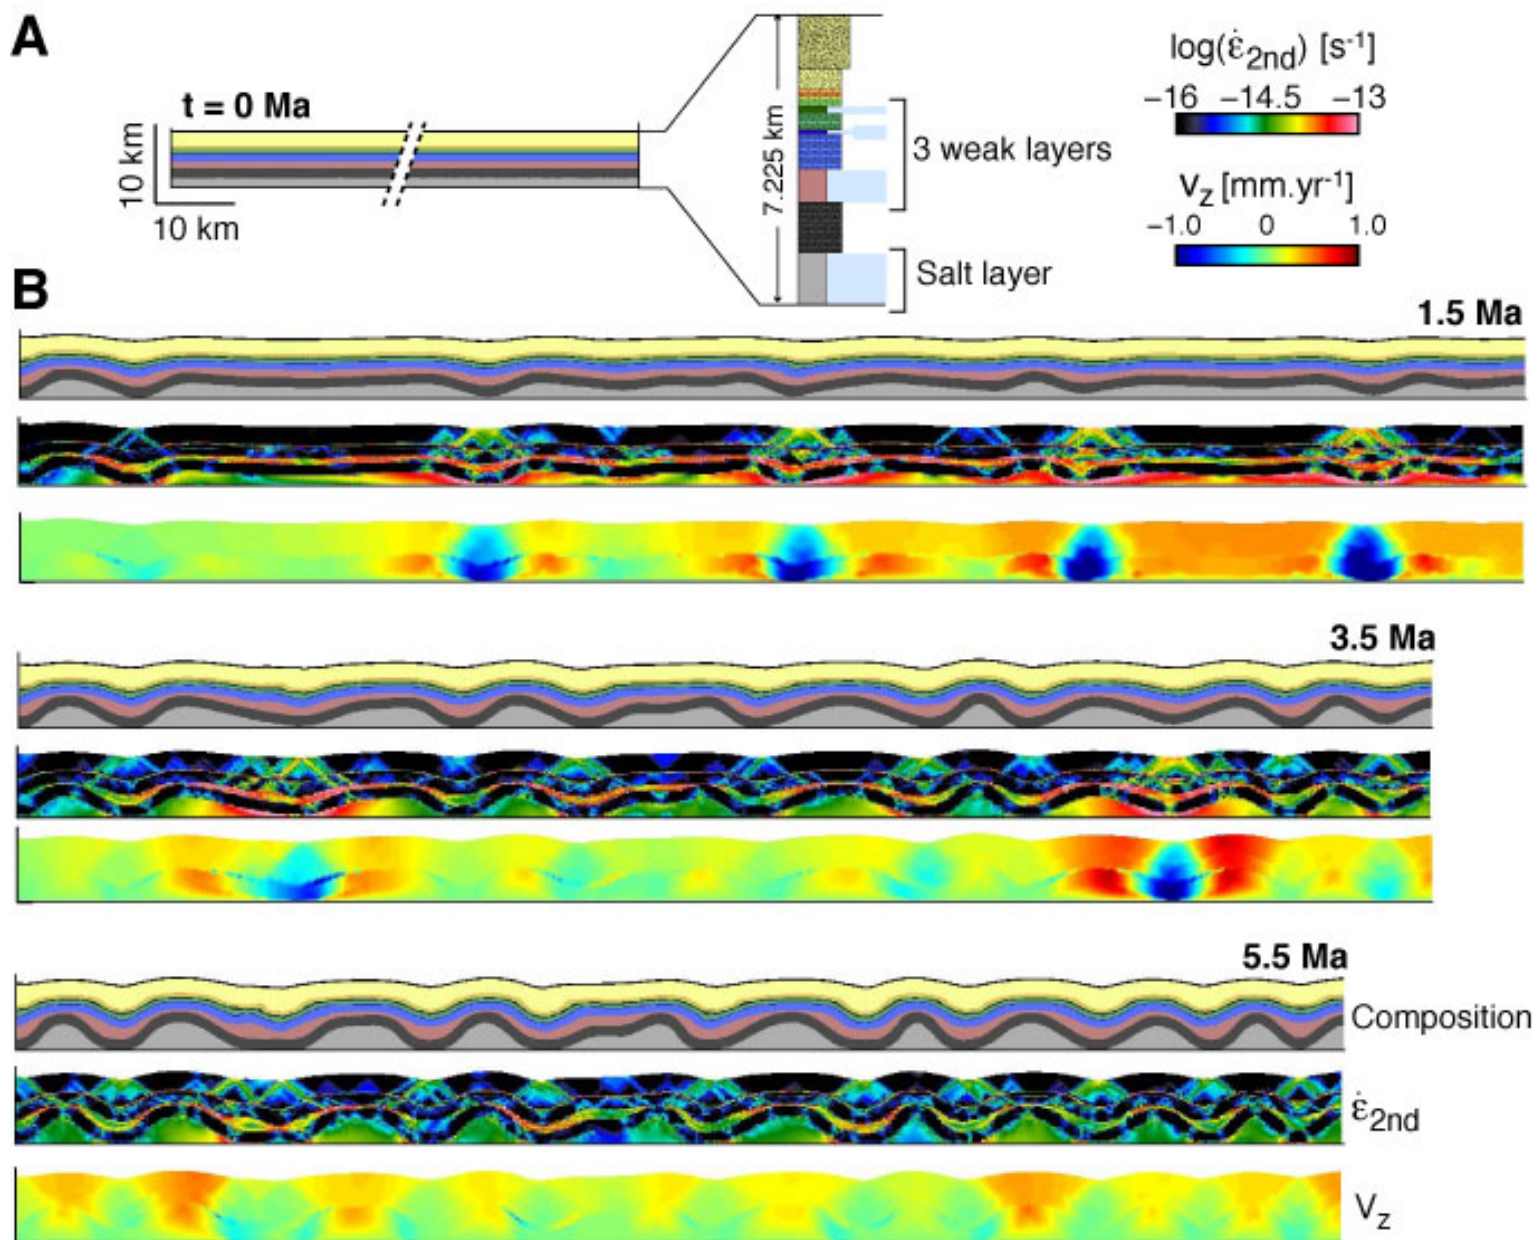 A
t = 0 Ma
10 km
10 km
7.225 km
3 weak layers
Salt layer
log(ε̇2nd) [s-1]
−16 −14.5 −13
Vz [mm.yr-1]
−1.0 0 1.0
B
1.5 Ma
3.5 Ma
5.5 Ma
Composition
ε̇2nd
Vz